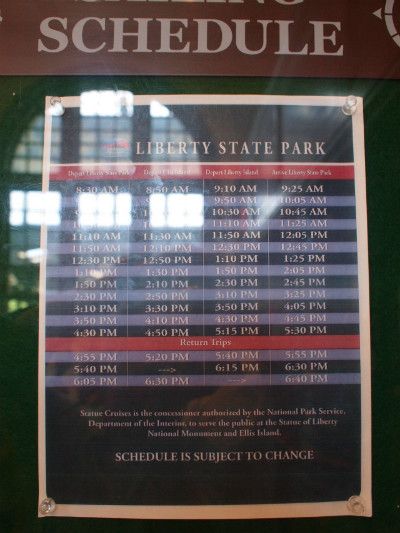 SAILING
SCHEDULE
LIBERTY STATE PARK
Depart Liberty State Park Depart Ellis Island Depart Liberty Island Arrive Liberty State Park
8:30 AM 8:50 AM 9:10 AM 9:25 AM
9:50 AM 10:05 AM
10:30 AM 10:45 AM
11:10 AM 11:25 AM
11:10 AM 11:30 AM 11:50 AM 12:05 PM
11:50 AM 12:10 PM 12:30 PM 12:45 PM
12:30 PM 12:50 PM 1:10 PM 1:25 PM
1:10 PM 1:30 PM 1:50 PM 2:05 PM
1:50 PM 2:10 PM 2:30 PM 2:45 PM
2:30 PM 2:50 PM 3:10 PM 3:25 PM
3:10 PM 3:30 PM 3:50 PM 4:05 PM
3:50 PM 4:10 PM 4:30 PM 4:45 PM
4:30 PM 4:50 PM 5:15 PM 5:30 PM
Return Trips
4:55 PM 5:20 PM 5:40 PM 5:55 PM
5:40 PM ---> 6:15 PM 6:30 PM
6:05 PM 6:30 PM ---> 6:40 PM
Statue Cruises is the concessioner authorized by the National Park Service,
Department of the Interior, to serve the public at the Statue of Liberty
National Monument and Ellis Island.
SCHEDULE IS SUBJECT TO CHANGE